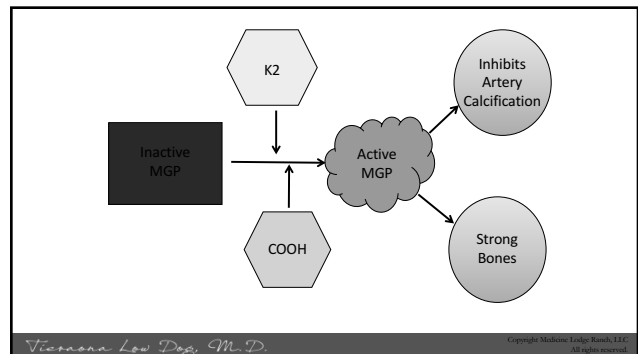 K2
Inhibits
Artery
Calcification
Inactive
MGP
Active
MGP
COOH
Strong
Bones
Tieraona Low Dog, M.D.
Copyright Medicine Lodge Ranch, LLC
All rights reserved.